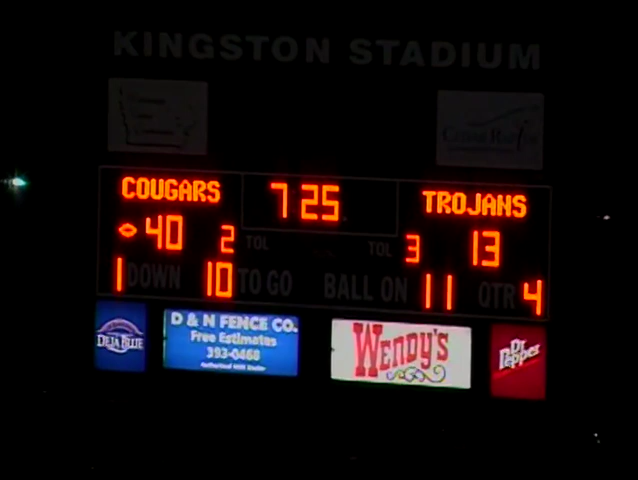 KINGSTON STADIUM
COUGARS 7 25 TROJANS
40 2 TOL TOL 3 13
1 DOWN 10 TO GO BALL ON 11 QTR 4
DEJA BLUE
D & N FENCE CO.
Free Estimates
393-0468
WENDY'S
Dr Pepper